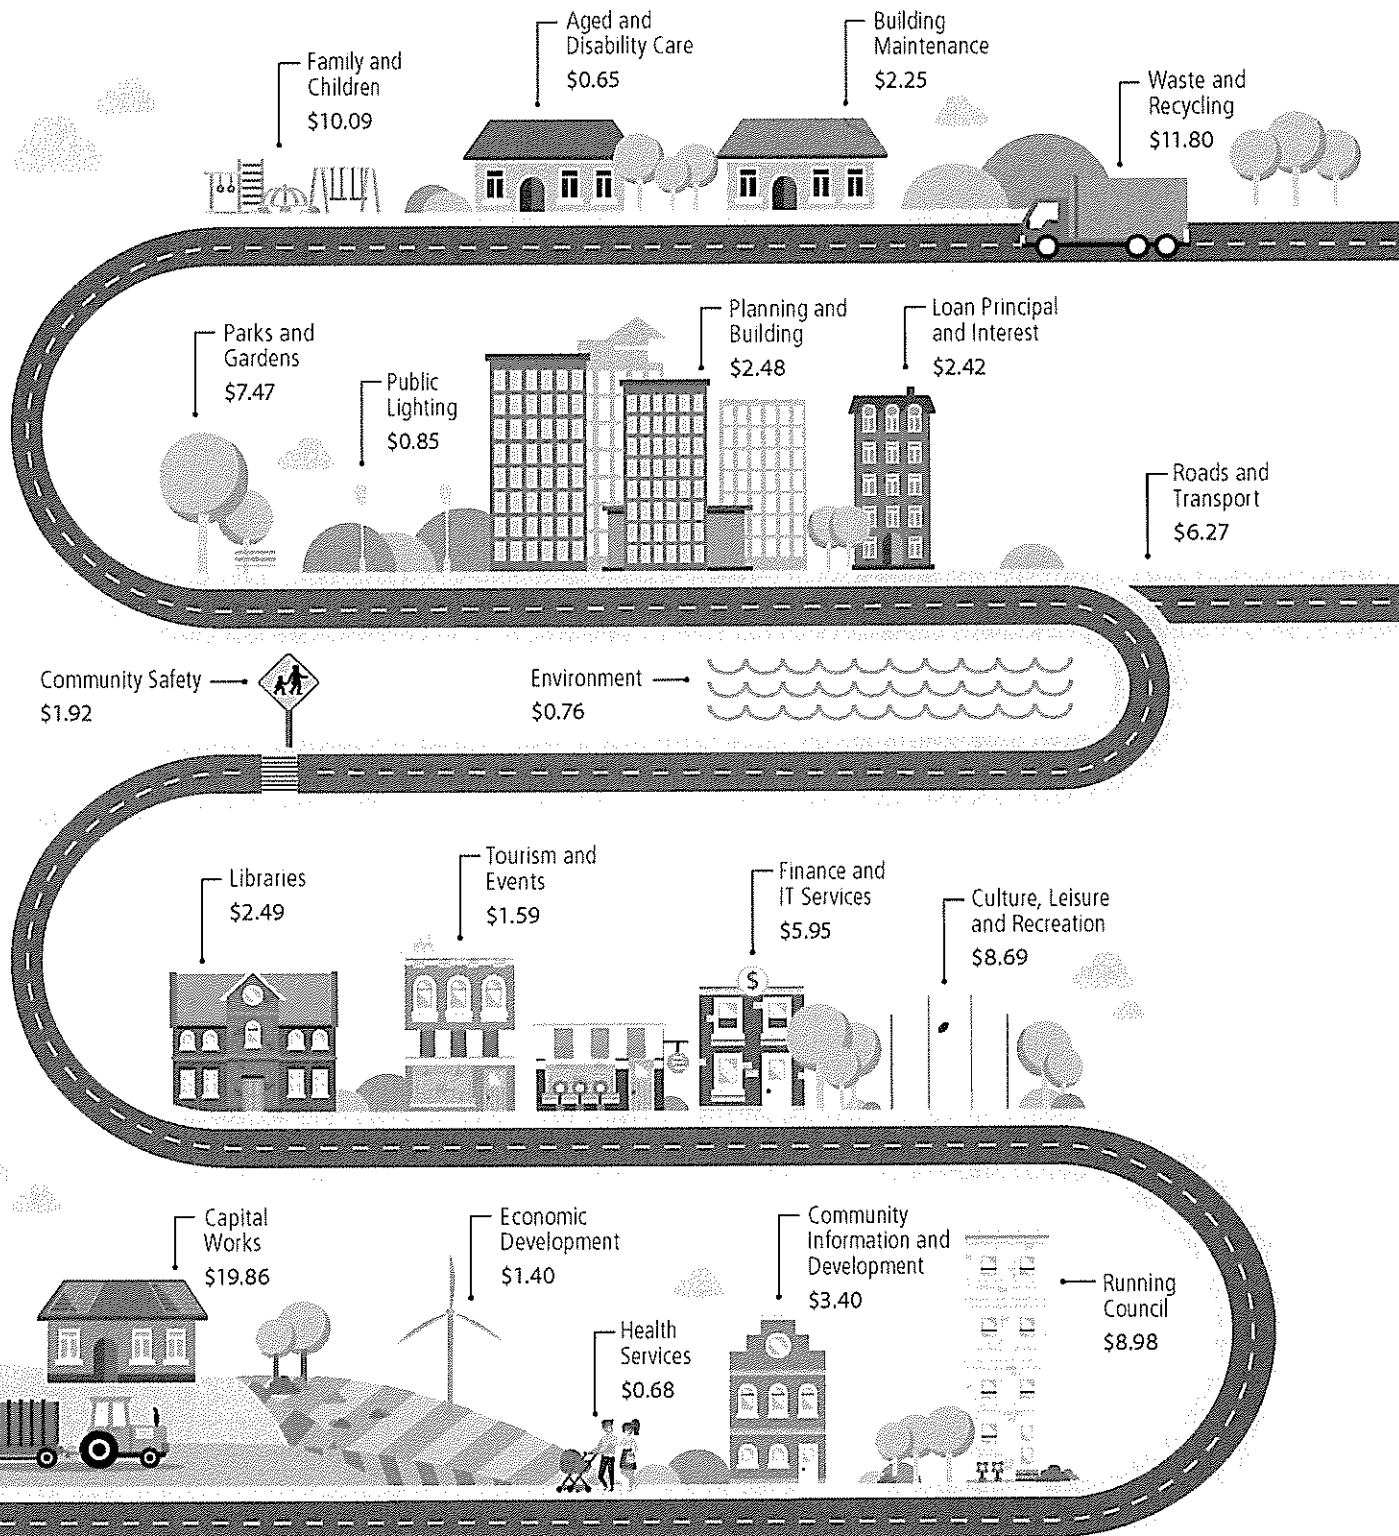 Family and
Children
$10.09
Aged and
Disability Care
$0.65
Building
Maintenance
$2.25
Waste and
Recycling
$11.80
Parks and
Gardens
$7.47
Public
Lighting
$0.85
Planning and
Building
$2.48
Loan Principal
and Interest
$2.42
Roads and
Transport
$6.27
Community Safety
$1.92
Environment
$0.76
Libraries
$2.49
Tourism and
Events
$1.59
Finance and
IT Services
$5.95
$
Culture, Leisure
and Recreation
$8.69
Capital
Works
$19.86
Economic
Development
$1.40
Health
Services
$0.68
Community
Information and
Development
$3.40
Running
Council
$8.98